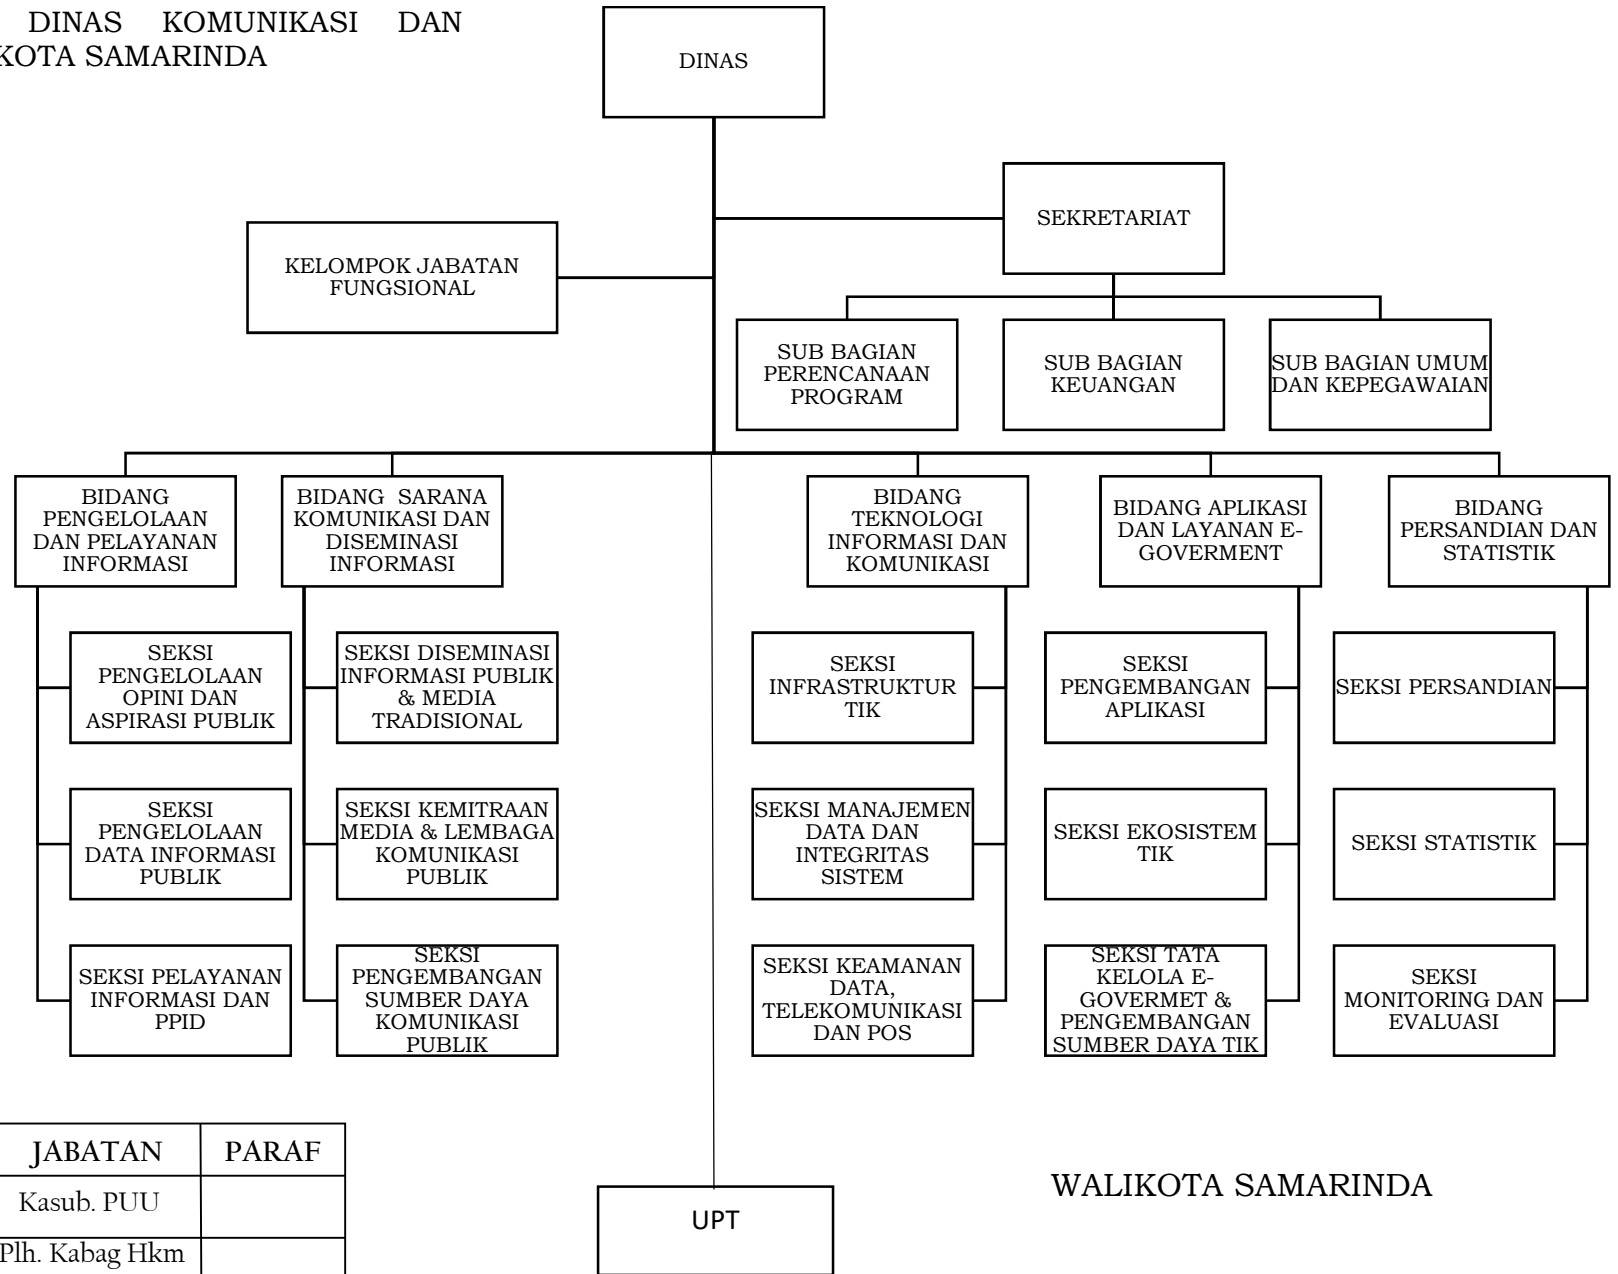 DINAS KOMUNIKASI DAN
KOTA SAMARINDA
DINAS
SEKRETARIAT
KELOMPOK JABATAN
FUNGSIONAL
SUB BAGIAN
PERENCANAAN
PROGRAM
SUB BAGIAN
KEUANGAN
SUB BAGIAN UMUM
DAN KEPEGAWAIAN
BIDANG
PENGELOLAAN
DAN PELAYANAN
INFORMASI
BIDANG SARANA
KOMUNIKASI DAN
DISEMINASI
INFORMASI
BIDANG
TEKNOLOGI
INFORMASI DAN
KOMUNIKASI
BIDANG APLIKASI
DAN LAYANAN E-
GOVERMENT
BIDANG
PERSANDIAN DAN
STATISTIK
SEKSI
PENGELOLAAN
OPINI DAN
ASPIRASI PUBLIK
SEKSI DISEMINASI
INFORMASI PUBLIK
& MEDIA
TRADISIONAL
SEKSI
INFRASTRUKTUR
TIK
SEKSI
PENGEMBANGAN
APLIKASI
SEKSI PERSANDIAN
SEKSI
PENGELOLAAN
DATA INFORMASI
PUBLIK
SEKSI KEMITRAAN
MEDIA & LEMBAGA
KOMUNIKASI
PUBLIK
SEKSI MANAJEMEN
DATA DAN
INTEGRITAS
SISTEM
SEKSI EKOSISTEM
TIK
SEKSI STATISTIK
SEKSI PELAYANAN
INFORMASI DAN
PPID
SEKSI
PENGEMBANGAN
SUMBER DAYA
KOMUNIKASI
PUBLIK
SEKSI KEAMANAN
DATA,
TELEKOMUNIKASI
DAN POS
SEKSI TATA
KELOLA E-
GOVERMET &
PENGEMBANGAN
SUMBER DAYA TIK
SEKSI
MONITORING DAN
EVALUASI
JABATAN PARAF
Kasub. PUU
Plh. Kabag Hkm
UPT
WALIKOTA SAMARINDA